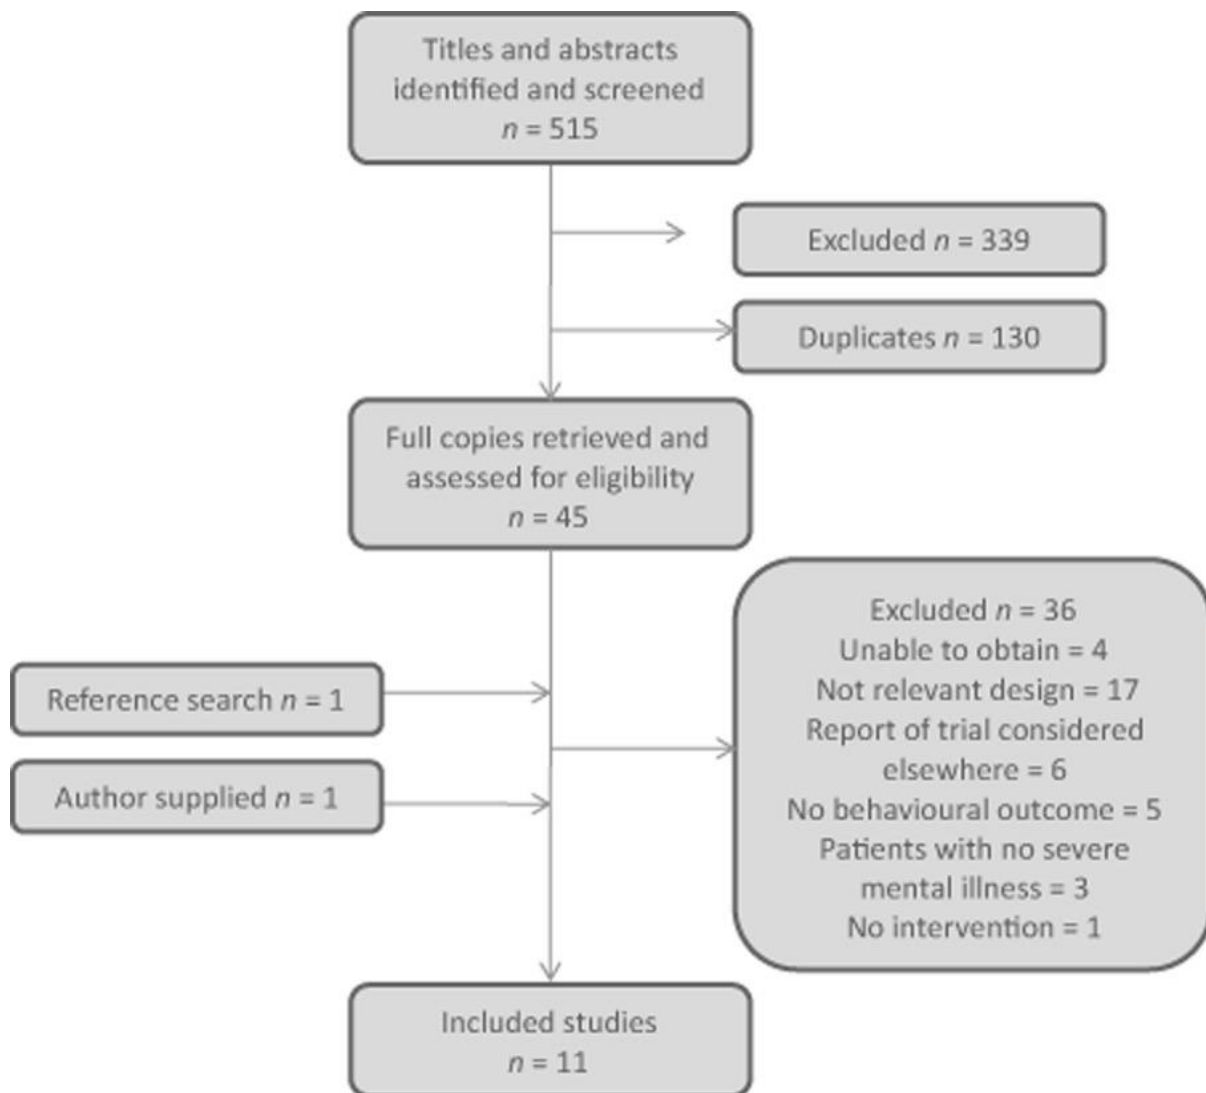 Titles and abstracts
identified and screened
n = 515
Excluded n = 339
Duplicates n = 130
Full copies retrieved and
assessed for eligibility
n = 45
Reference search n = 1
Author supplied n = 1
Excluded n = 36
Unable to obtain = 4
Not relevant design = 17
Report of trial considered
elsewhere = 6
No behavioural outcome = 5
Patients with no severe
mental illness = 3
No intervention = 1
Included studies
n = 11